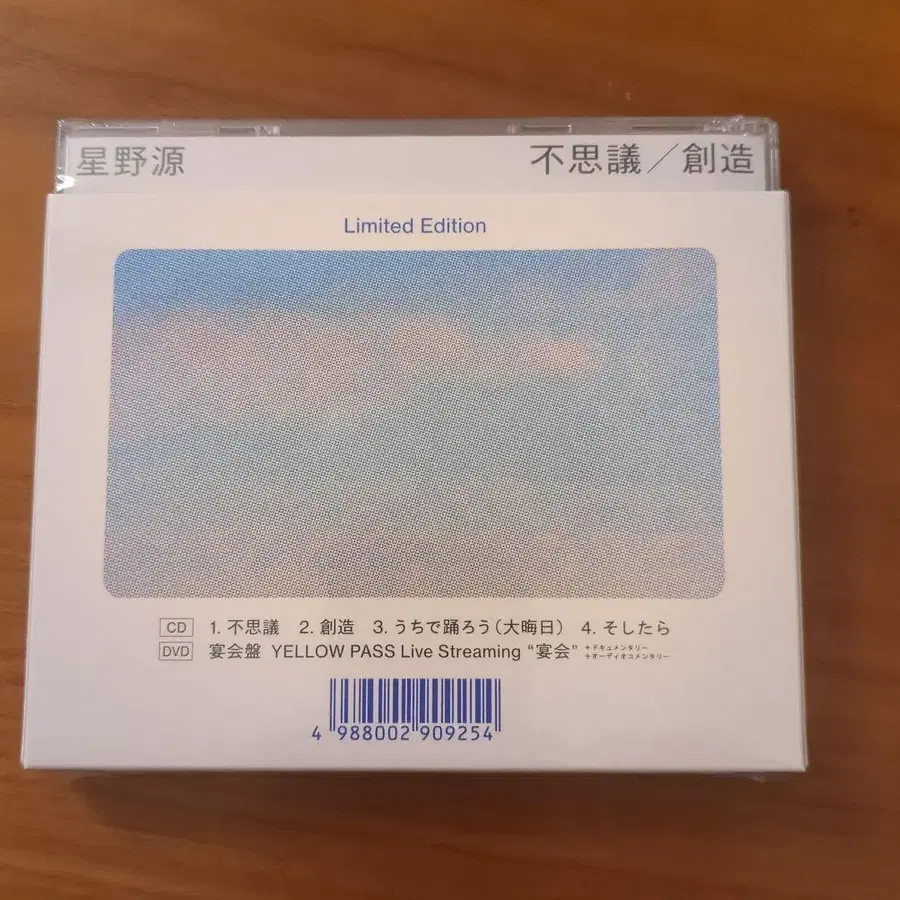 星野源 不思議／創造
Limited Edition
CD 1. 不思議 2. 創造 3. うちで踊ろう（大晦日） 4. そしたら
DVD 宴会盤 YELLOW PASS Live Streaming “宴会” +ドキュメンタリー
+オーディオコメンタリー
4 988002 909254